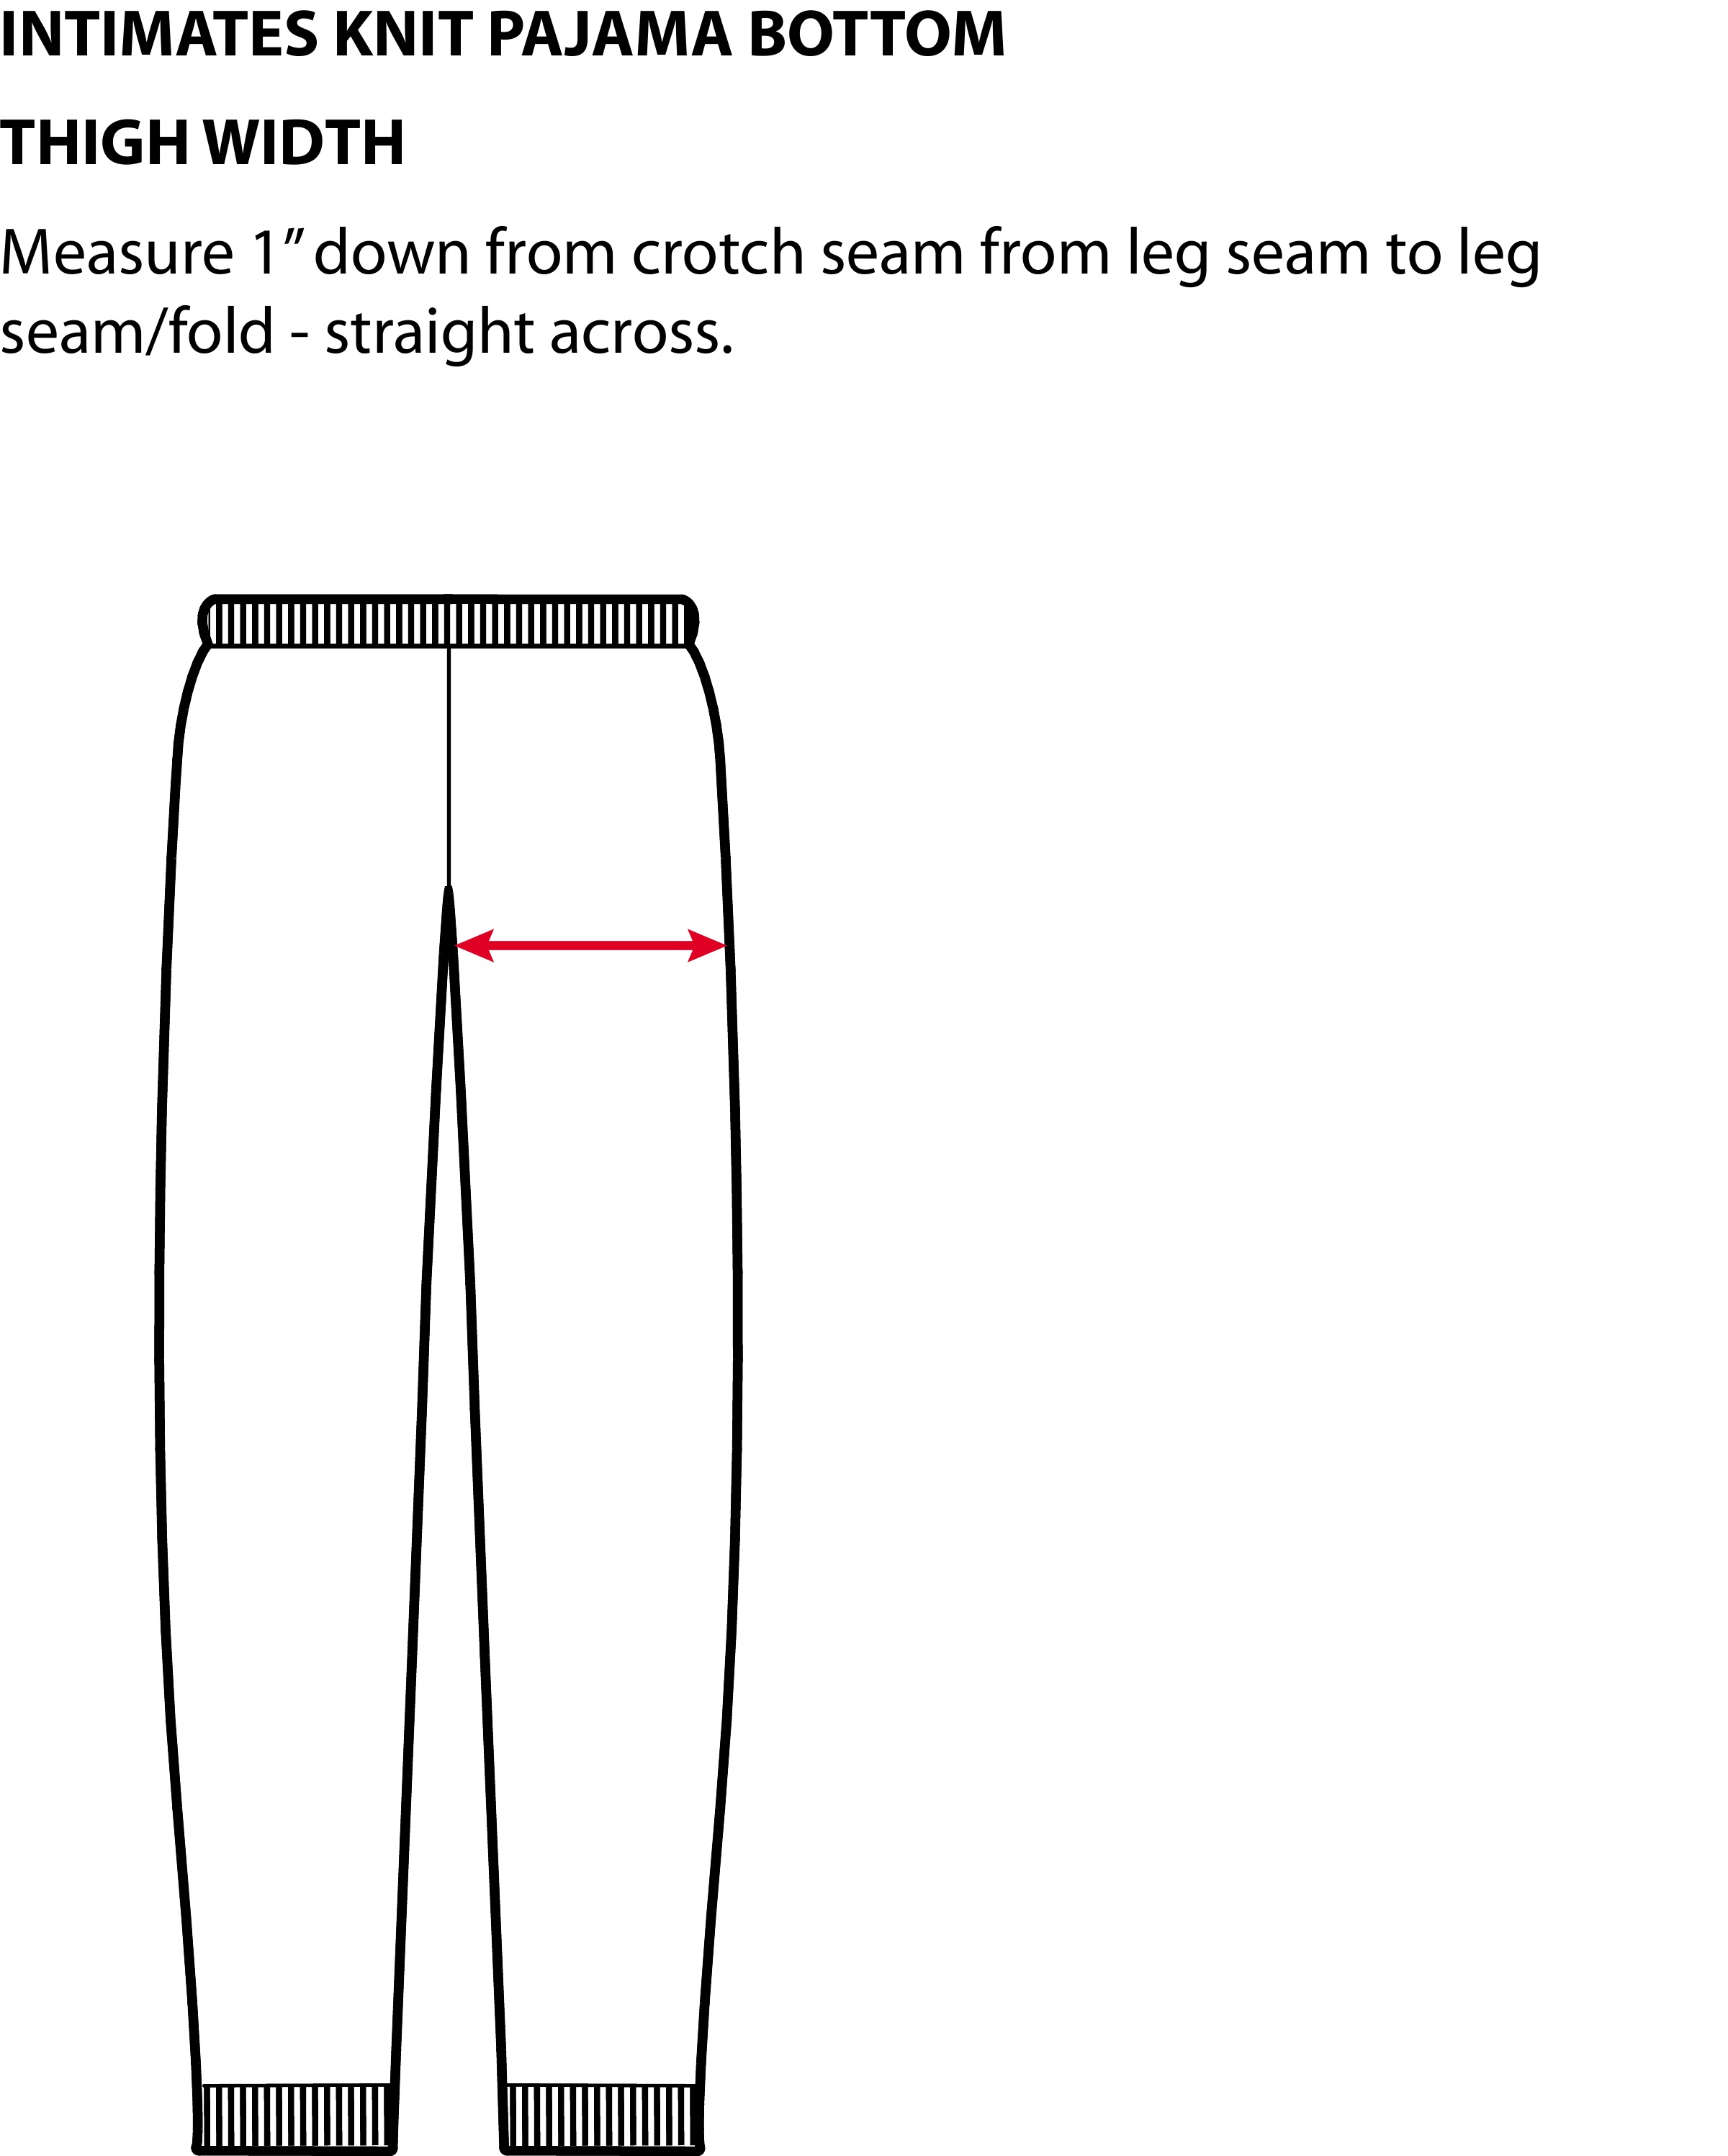 INTIMATES KNIT PAJAMA BOTTOM
THIGH WIDTH
Measure 1” down from crotch seam from leg seam to leg
seam/fold - straight across.